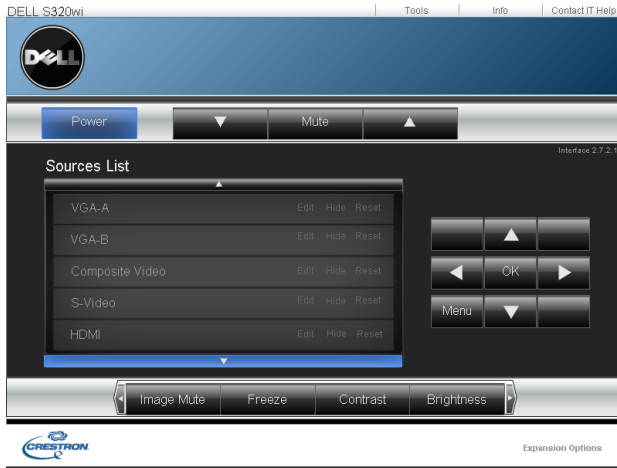 DELL S320wi
Tools Info Contact IT Help
DELL
Power Mute
Interface 2.7.2.1
Sources List
VGA-A Edit Hide Reset
VGA-B Edit Hide Reset
Composite Video Edit Hide Reset
S-Video Edit Hide Reset
HDMI Edit Hide Reset
OK
Menu
Image Mute Freeze Contrast Brightness
CRESTRON
Expansion Options